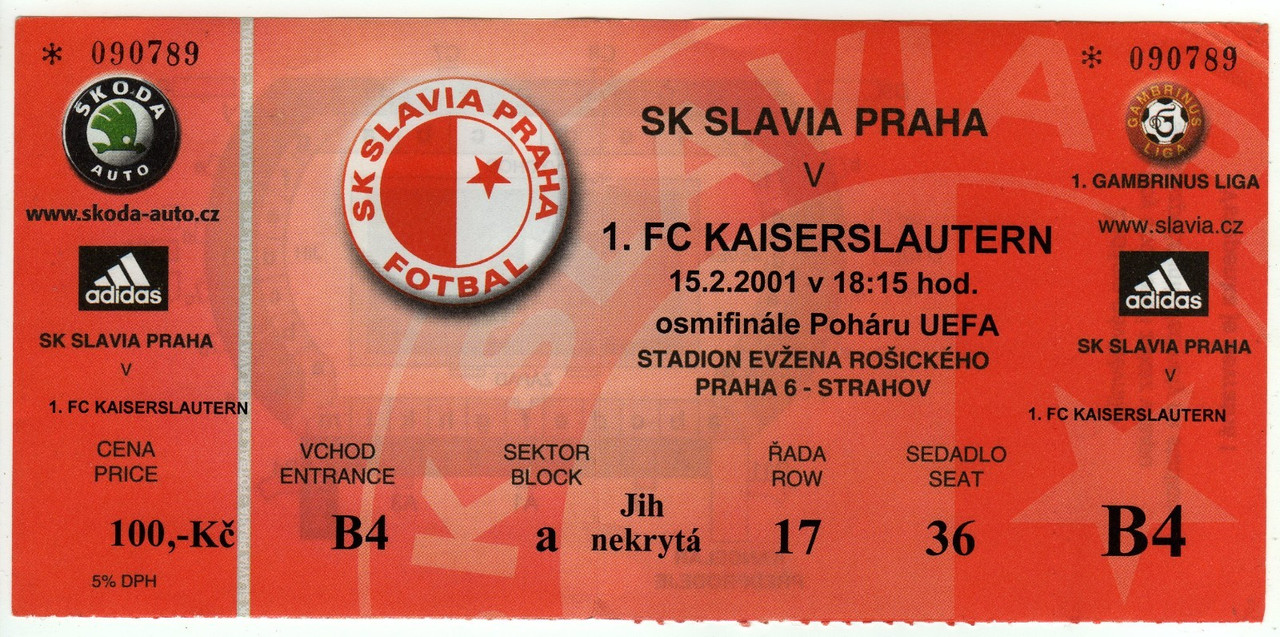 * 090789
ŠKODA
AUTO
www.skoda-auto.cz
adidas
SK SLAVIA PRAHA
V
1. FC KAISERSLAUTERN
CENA
PRICE
100,-Kč
5% DPH
SK SLAVIA PRAHA
FOTBAL
SK SLAVIA PRAHA
V
1. FC KAISERSLAUTERN
15.2.2001 v 18:15 hod.
osmifinále Poháru UEFA
STADION EVŽENA ROŠICKÉHO
PRAHA 6 - STRAHOV
VCHOD
ENTRANCE
B4
SEKTOR
BLOCK
a
Jih
nekrytá
ŘADA
ROW
17
SEDADLO
SEAT
36
* 090789
GAMBRINUS
LIGA
1. GAMBRINUS LIGA
www.slavia.cz
adidas
SK SLAVIA PRAHA
V
1. FC KAISERSLAUTERN
B4